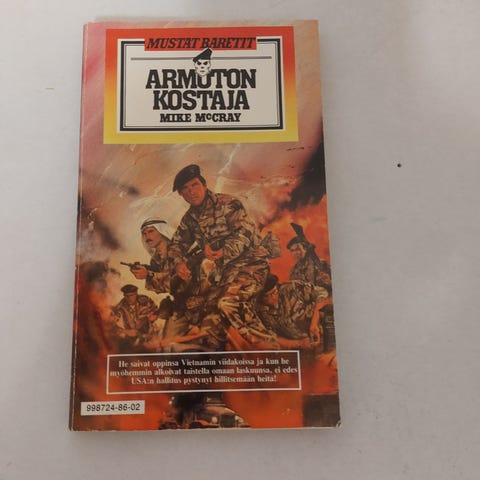 MUSTAT BARETIT
ARMOTON
KOSTAJA
MIKE McCRAY
He saivat oppinsa Vietnamin viidakoissa ja kun he
myöhemmin alkoivat taistella omaan laskuunsa, ei edes
USA:n hallitus pystynyt hillitsemään heitä!
998724-86-02